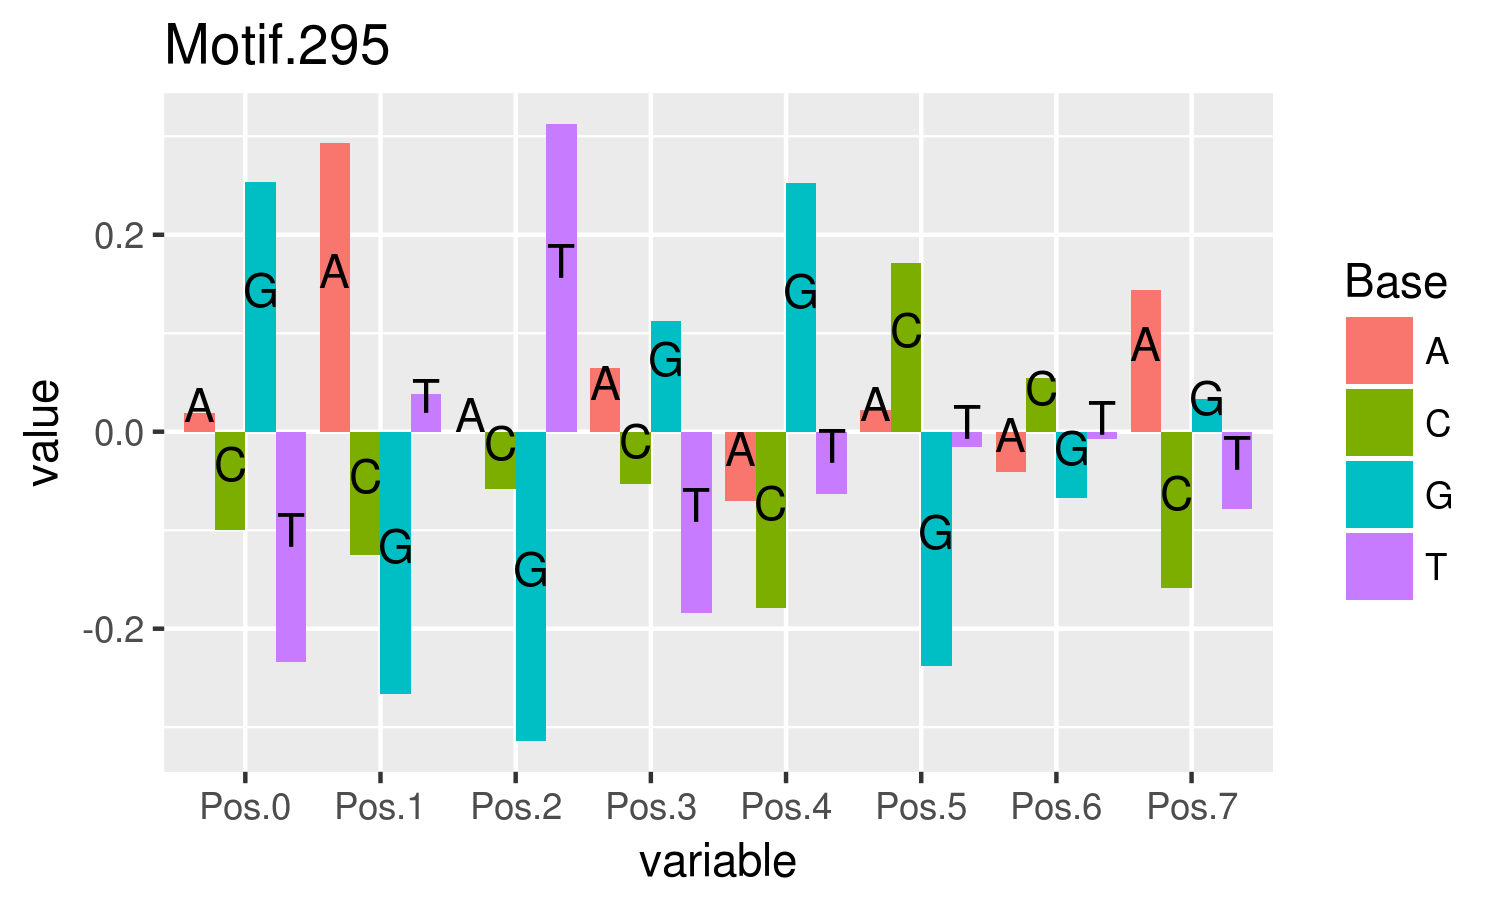 Motif.295
value
0.2
0.0
-0.2
A C G T
A C G T
A C G T
A C G T
A C G T
A C G T
A C G T
A C G T
Pos.0 Pos.1 Pos.2 Pos.3 Pos.4 Pos.5 Pos.6 Pos.7
variable
Base
A
C
G
T